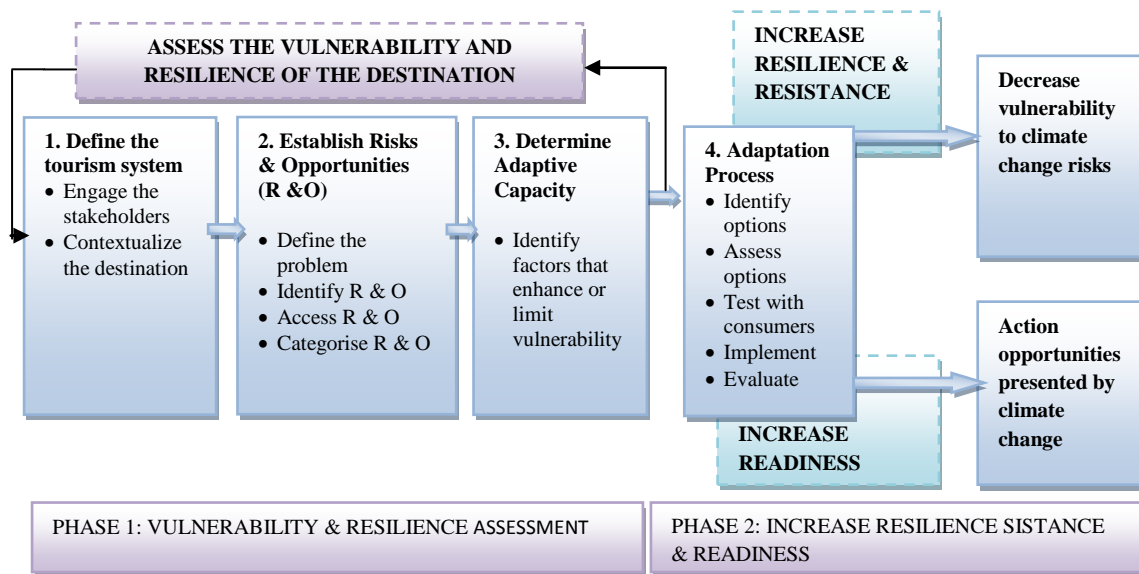 ASSESS THE VULNERABILITY AND
RESILIENCE OF THE DESTINATION
INCREASE
RESILIENCE &
RESISTANCE
Decrease
vulnerability
to climate
change risks
1. Define the
tourism system
• Engage the
stakeholders
• Contextualize
the destination
2. Establish Risks
& Opportunities
(R &O)
• Define the
problem
• Identify R & O
• Access R & O
• Categorise R & O
3. Determine
Adaptive
Capacity
• Identify
factors that
enhance or
limit
vulnerability
4. Adaptation
Process
• Identify
options
• Assess
options
• Test with
consumers
• Implement
• Evaluate
Action
opportunities
presented by
climate
change
INCREASE
READINESS
PHASE 1: VULNERABILITY & RESILIENCE ASSESSMENT
PHASE 2: INCREASE RESILIENCE SISTANCE
& READINESS